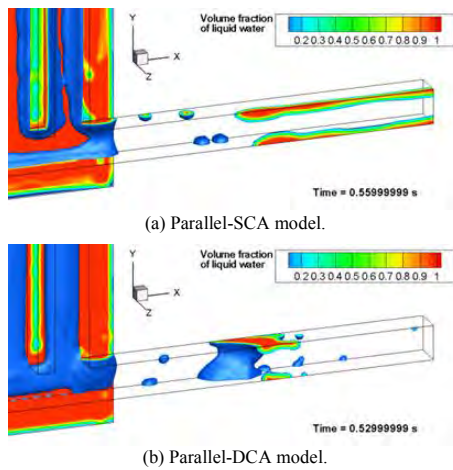 Volume fraction
of liquid water
0.2 0.3 0.4 0.5 0.6 0.7 0.8 0.9 1
Y
X
Z
Time = 0.55999999 s
(a) Parallel-SCA model.
Volume fraction
of liquid water
0.2 0.3 0.4 0.5 0.6 0.7 0.8 0.9 1
Y
X
Z
Time = 0.52999999 s
(b) Parallel-DCA model.